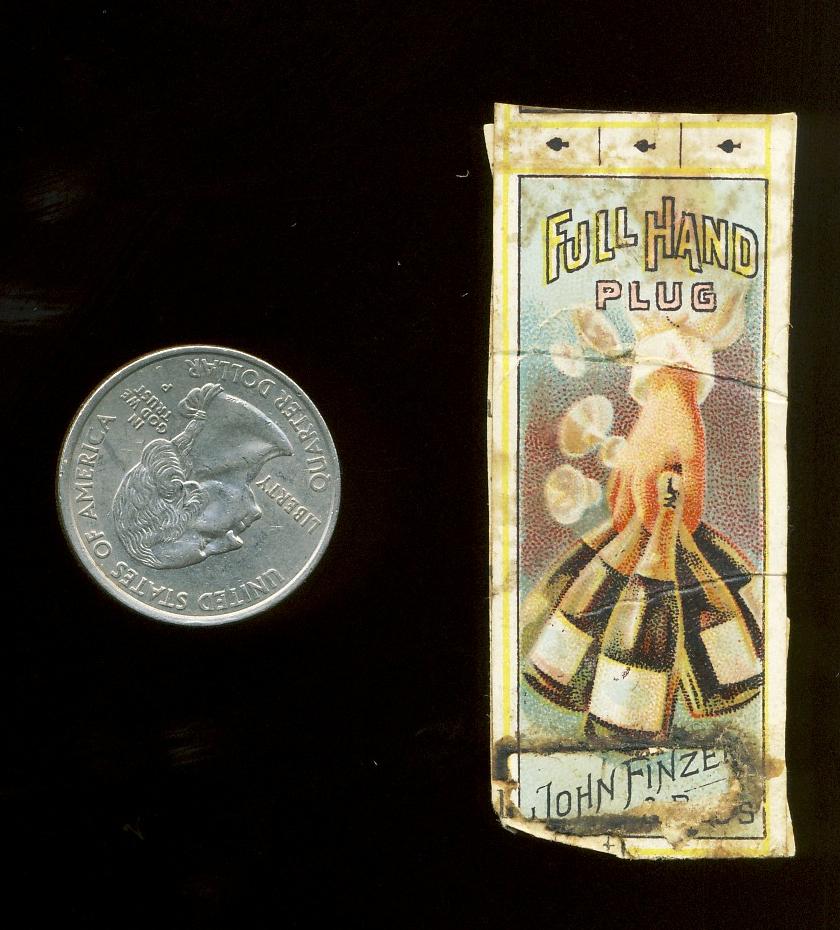 UNITED STATES OF AMERICA
LIBERTY
IN
GOD WE
TRUST
P
QUARTER DOLLAR
FULL HAND
PLUG
JOHN FINZE